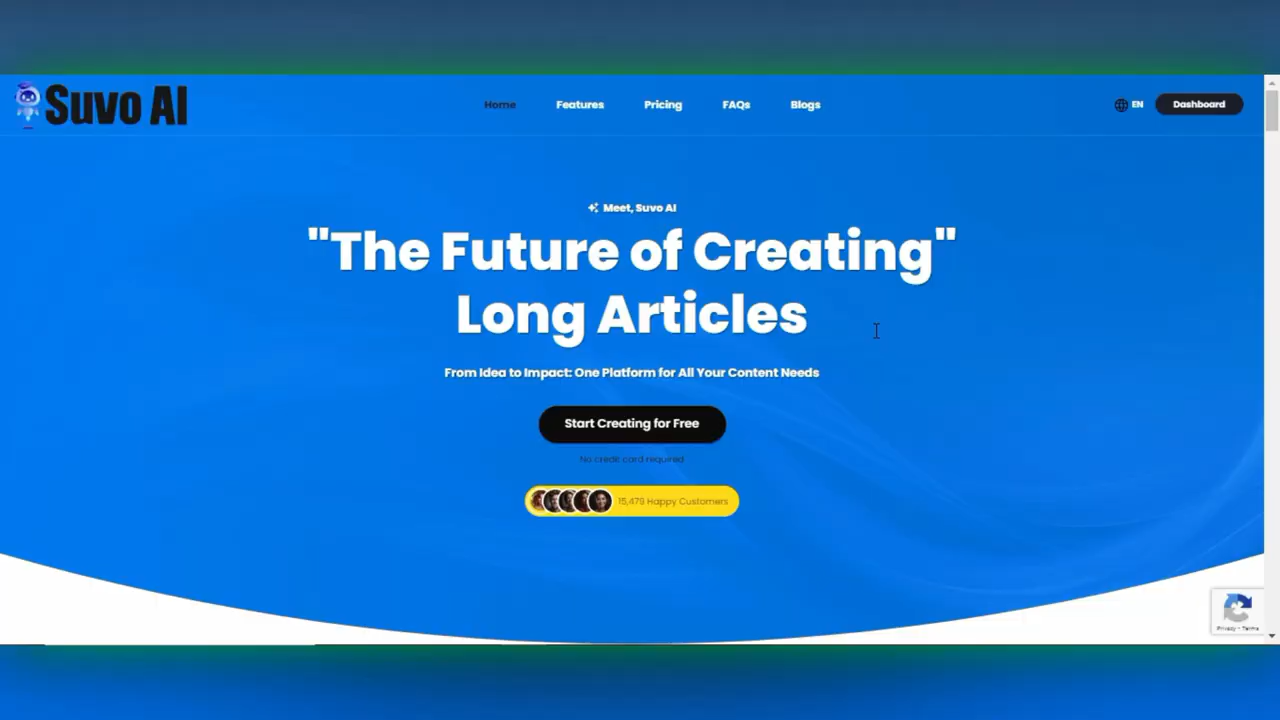 Suvo AI
Home Features Pricing FAQs Blogs EN Dashboard
Meet, Suvo AI
"The Future of Creating"
Long Articles
From Idea to Impact: One Platform for All Your Content Needs
Start Creating for Free
No credit card required
15,479 Happy Customers
Privacy - Terms